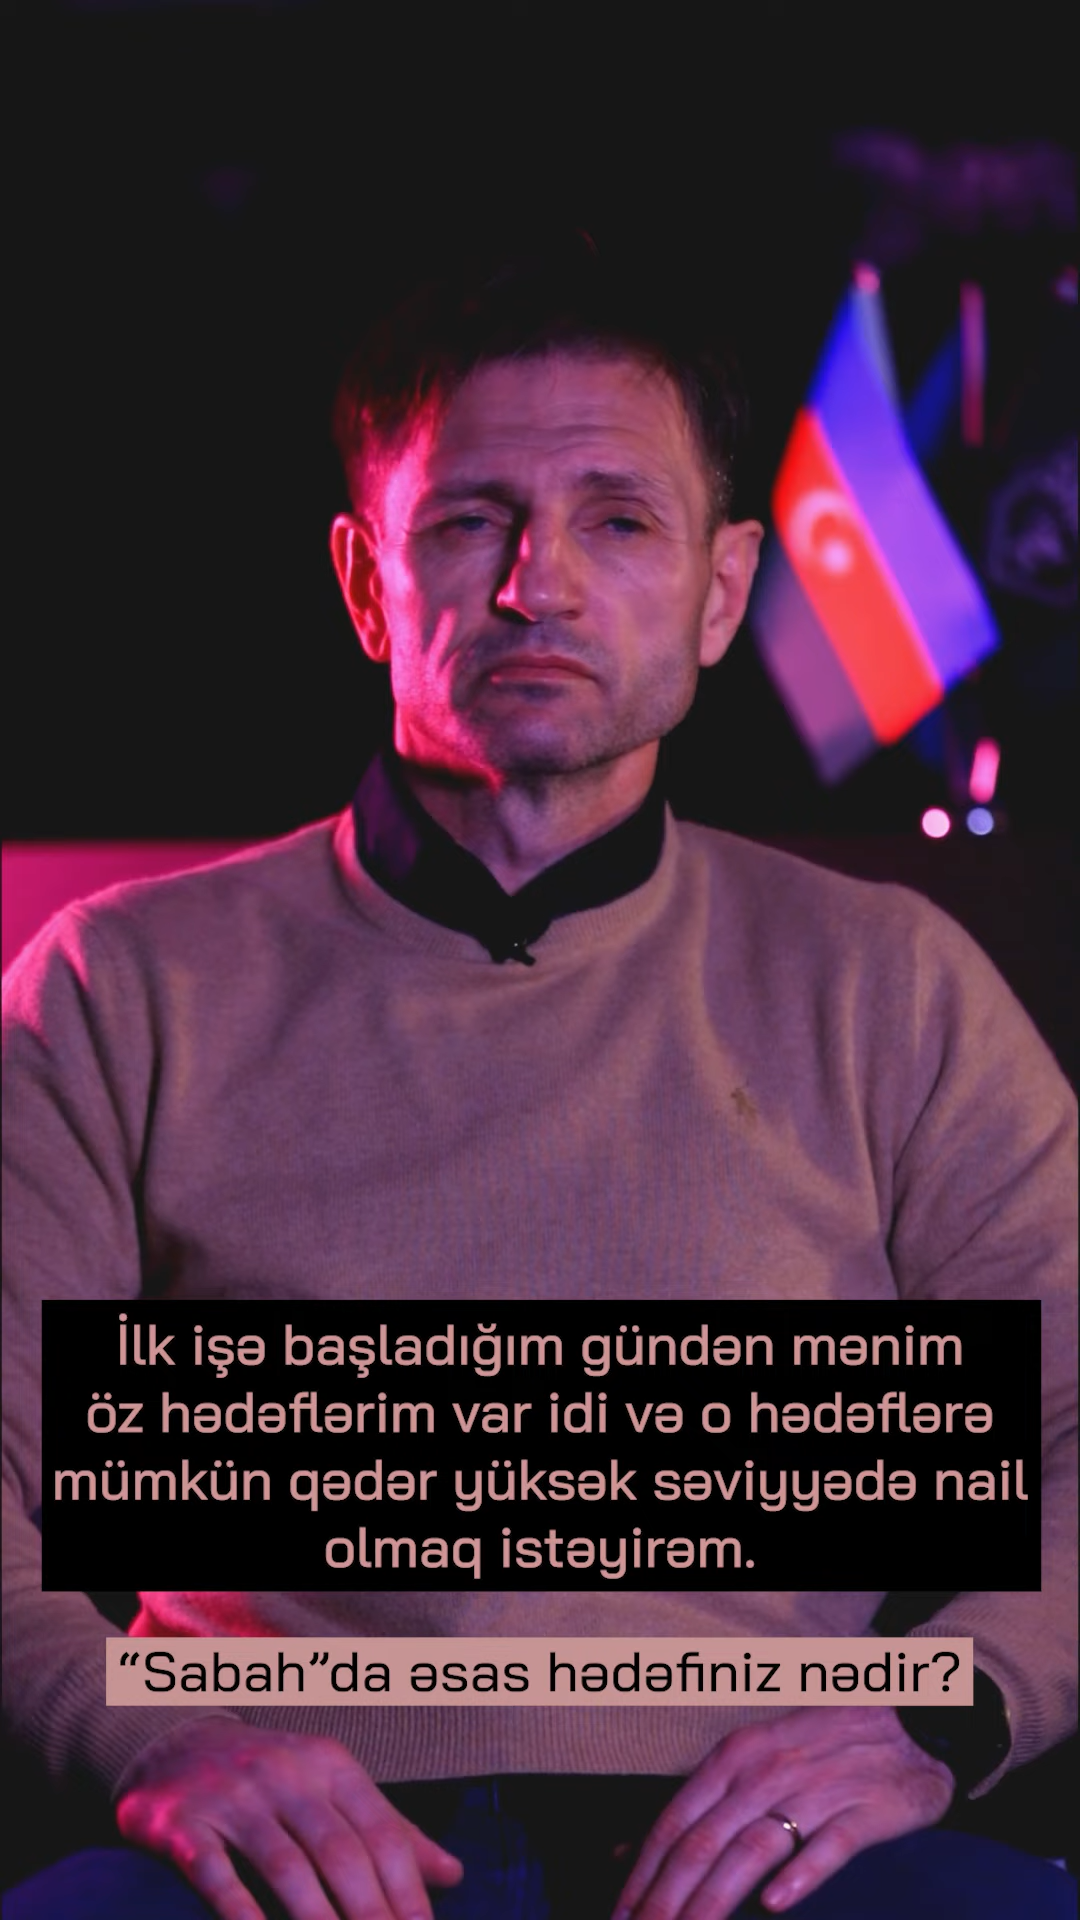 İlk işə başladığım gündən mənim
öz hədəflərim var idi və o hədəflərə
mümkün qədər yüksək səviyyədə nail
olmaq istəyirəm.
“Sabah”da əsas hədəfiniz nədir?